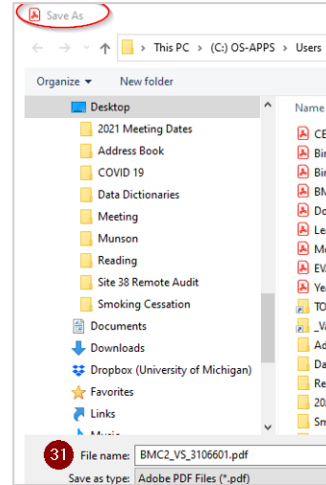 Save As
This PC > (C:) OS-APPS > Users
Organize New folder
Desktop Name
2021 Meeting Dates
Address Book
COVID 19
Data Dictionaries
Meeting
Munson
Reading
Site 38 Remote Audit
Smoking Cessation
Documents
Downloads
Dropbox (University of Michigan)
Favorites
Links
31 File name: BMC2_VS_3106601.pdf
Save as type: Adobe PDF Files (*.pdf)